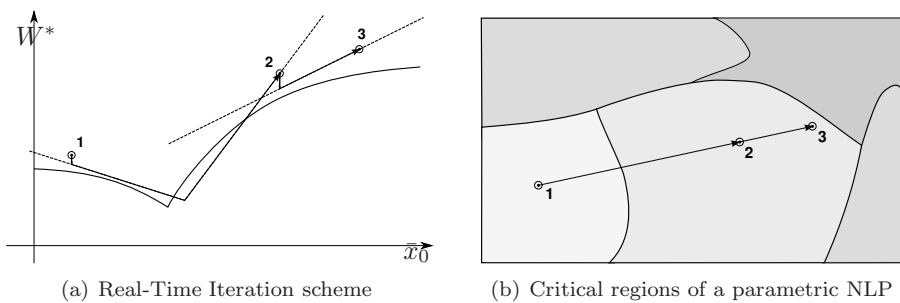 W*
1
2
3
x̄₀
1
2
3
(a) Real-Time Iteration scheme
(b) Critical regions of a parametric NLP